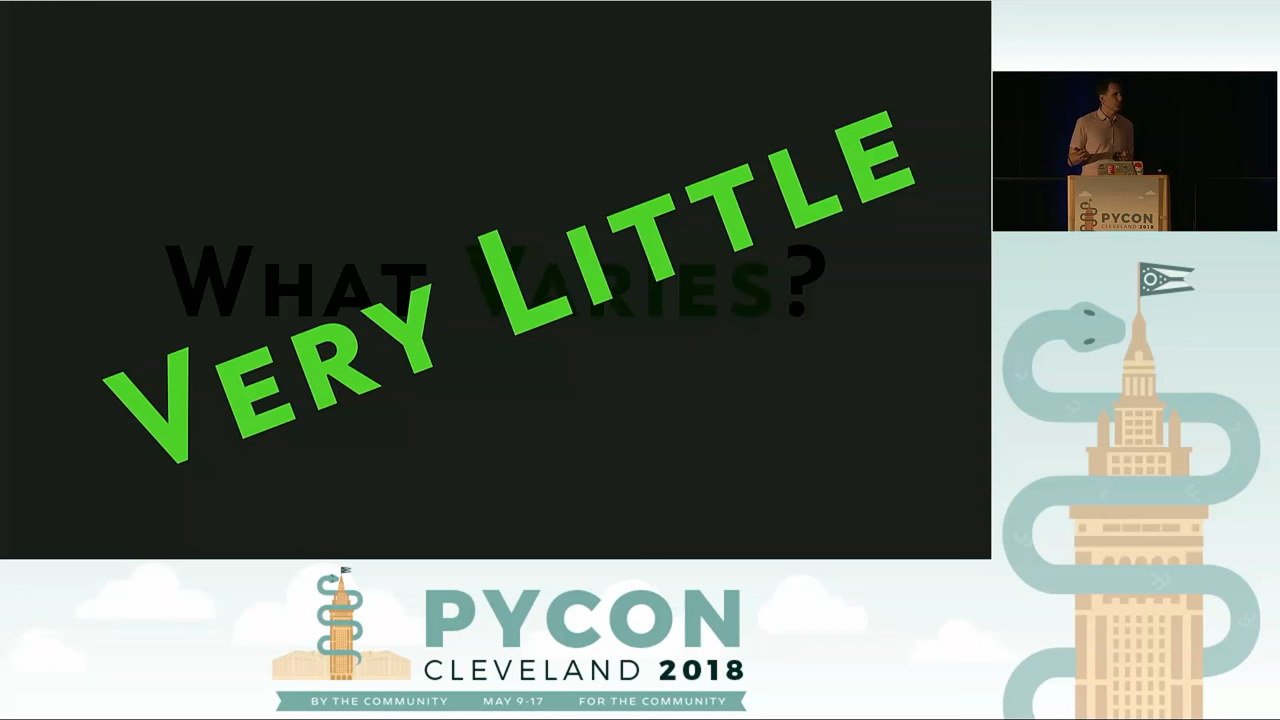 What Varies?
Very Little
PYCON
CLEVELAND 2018
PYCON
CLEVELAND 2018
BY THE COMMUNITY MAY 9-17 FOR THE COMMUNITY